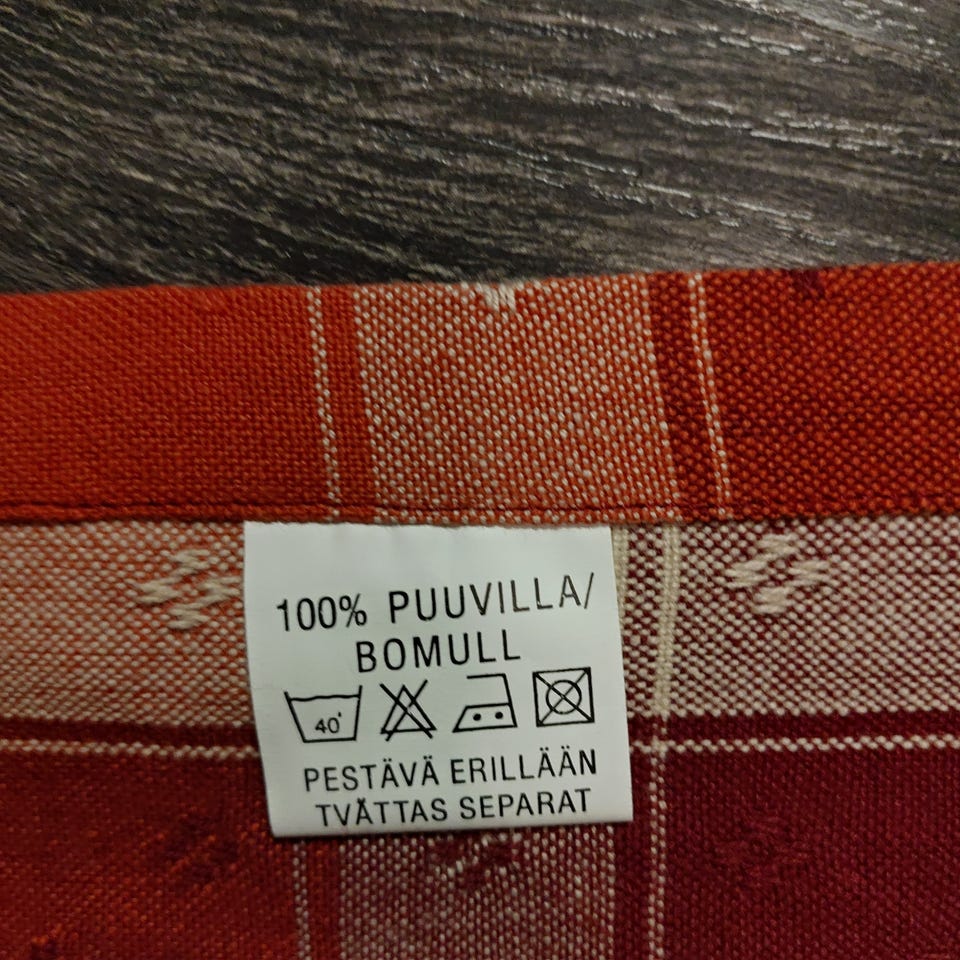 100% PUUVILLA/
BOMULL
40°
PESTÄVÄ ERILLÄÄN
TVÄTTAS SEPARAT